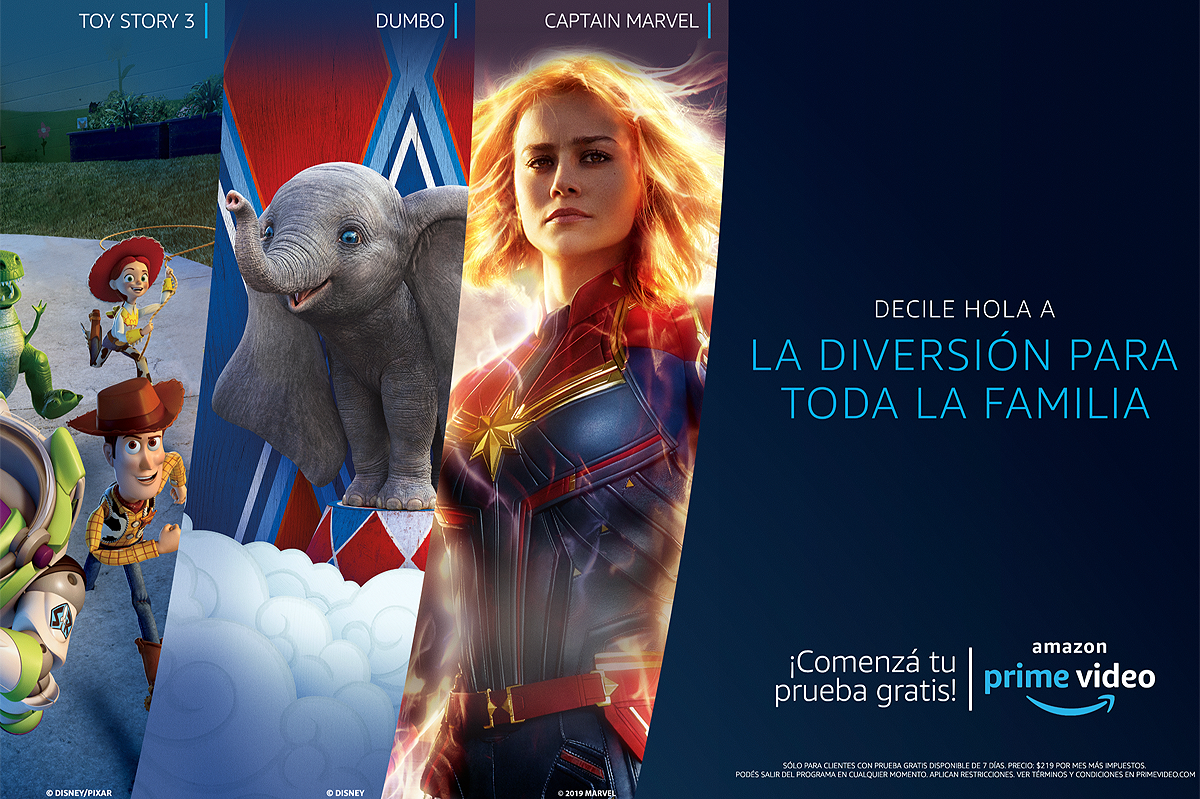 TOY STORY 3
DUMBO
CAPTAIN MARVEL
DECILE HOLA A
LA DIVERSIÓN PARA
TODA LA FAMILIA
¡Comenzá tu
prueba gratis!
amazon
prime video
SÓLO PARA CLIENTES CON PRUEBA GRATIS DISPONIBLE DE 7 DÍAS. PRECIO: $219 POR MES MÁS IMPUESTOS.
PODÉS SALIR DEL PROGRAMA EN CUALQUIER MOMENTO. APLICAN RESTRICCIONES. VER TÉRMINOS Y CONDICIONES EN PRIMEVIDEO.COM
© DISNEY/PIXAR
© DISNEY
© 2019 MARVEL